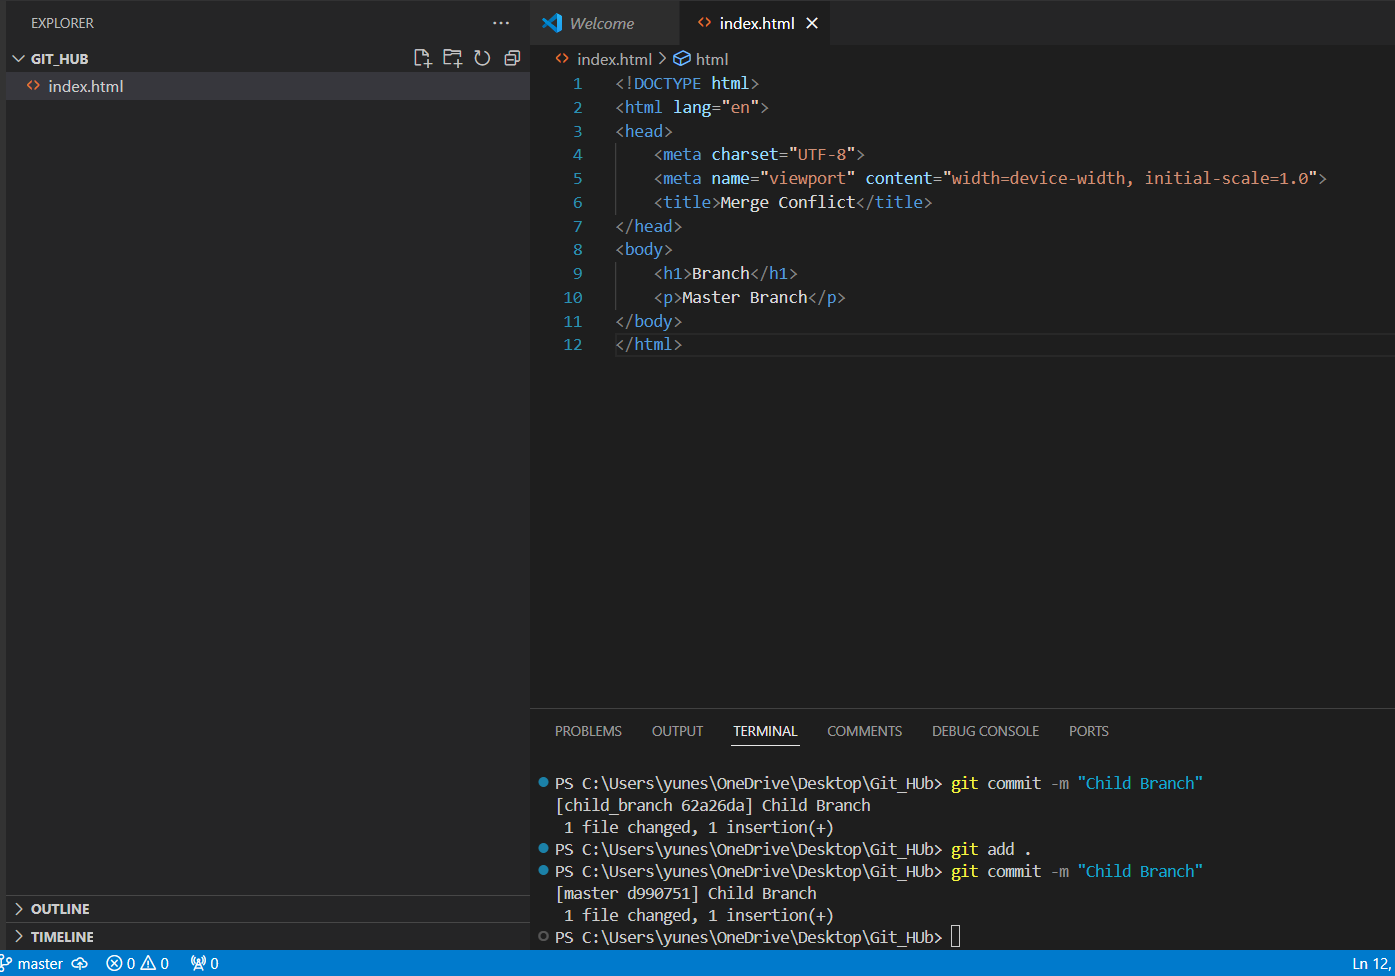 EXPLORER
GIT_HUB
index.html
OUTLINE
TIMELINE
Welcome
index.html
index.html > html
1 <!DOCTYPE html>
2 <html lang="en">
3 <head>
4 <meta charset="UTF-8">
5 <meta name="viewport" content="width=device-width, initial-scale=1.0">
6 <title>Merge Conflict</title>
7 </head>
8 <body>
9 <h1>Branch</h1>
10 <p>Master Branch</p>
11 </body>
12 </html>
PROBLEMS OUTPUT TERMINAL COMMENTS DEBUG CONSOLE PORTS
PS C:\Users\yunes\OneDrive\Desktop\Git_HUb> git commit -m "Child Branch"
[child_branch 62a26da] Child Branch
1 file changed, 1 insertion(+)
PS C:\Users\yunes\OneDrive\Desktop\Git_HUb> git add .
PS C:\Users\yunes\OneDrive\Desktop\Git_HUb> git commit -m "Child Branch"
[master d990751] Child Branch
1 file changed, 1 insertion(+)
PS C:\Users\yunes\OneDrive\Desktop\Git_HUb>
master 0 0 0 Ln 12,